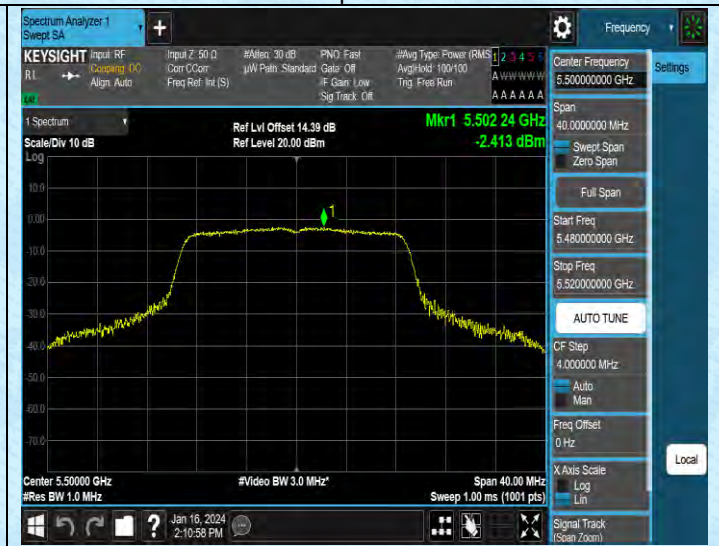 Spectrum Analyzer 1
Swept SA
+
Frequency
KEYSIGHT Input: RF Input Z: 50 Ω #Atten: 30 dB PNO: Fast #Avg Type: Power (RMS) 1 2 3 4 5 6
RL Coupling: DC Corr CCorr µW Path: Standard Gate: Off Avg|Hold: 100/100 A W W W W W
Align: Auto Freq Ref: Int (S) IF Gain: Low Trig: Free Run
Sig Track: Off A A A A A A
1 Spectrum
Scale/Div 10 dB
Ref Lvl Offset 14.39 dB
Ref Level 20.00 dBm
Mkr1 5.502 24 GHz
-2.413 dBm
Log
10.0
0.00
-10.0
-20.0
-30.0
-40.0
-50.0
-60.0
-70.0
1
Center 5.50000 GHz
#Res BW 1.0 MHz
#Video BW 3.0 MHz*
Span 40.00 MHz
Sweep 1.00 ms (1001 pts)
Center Frequency
5.500000000 GHz
Settings
Span
40.0000000 MHz
Swept Span
Zero Span
Full Span
Start Freq
5.480000000 GHz
Stop Freq
5.520000000 GHz
AUTO TUNE
CF Step
4.000000 MHz
Auto
Man
Freq Offset
0 Hz
X Axis Scale
Log
Lin
Local
Signal Track
(Span Zoom)
?
Jan 16, 2024
2:10:58 PM